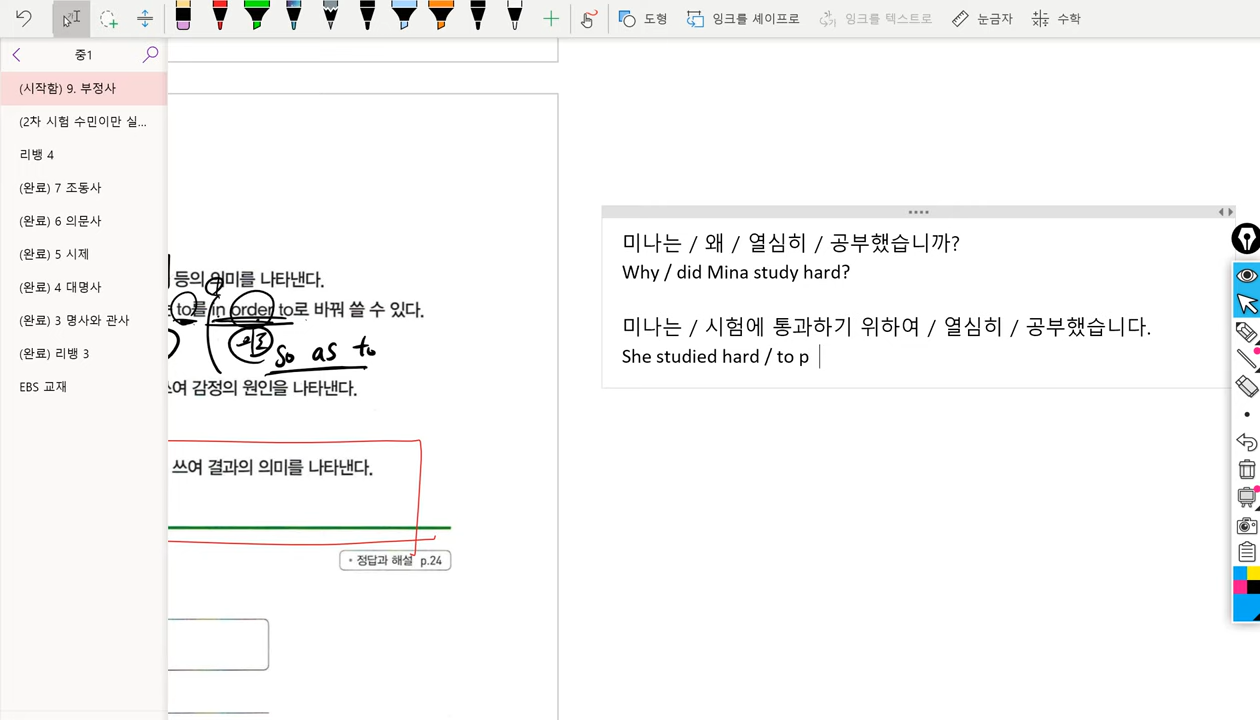 도형
잉크를 셰이프로
잉크를 텍스트로
눈금자
수학
중1
(시작함) 9. 부정사
(2차 시험 수민이만 실...
리뱅 4
(완료) 7 조동사
(완료) 6 의문사
(완료) 5 시제
(완료) 4 대명사
(완료) 3 명사와 관사
(완료) 리뱅 3
EBS 교재
등의 의미를 나타낸다.
to를 in order to로 바꿔 쓸 수 있다.
so as to
쓰여 감정의 원인을 나타낸다.
쓰여 결과의 의미를 나타낸다.
• 정답과 해설 p.24
미나는 / 왜 / 열심히 / 공부했습니까?
Why / did Mina study hard?
미나는 / 시험에 통과하기 위하여 / 열심히 / 공부했습니다.
She studied hard / to p